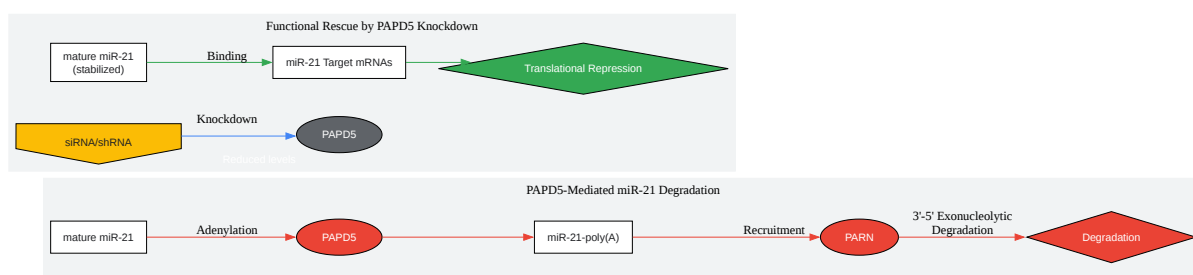 Functional Rescue by PAPD5 Knockdown
mature miR-21
(stabilized)
Binding
miR-21 Target mRNAs
Translational Repression
siRNA/shRNA
Knockdown
PAPD5
Reduced levels
PAPD5-Mediated miR-21 Degradation
mature miR-21
Adenylation
PAPD5
miR-21-poly(A)
Recruitment
PARN
3'-5' Exonucleolytic
Degradation
Degradation